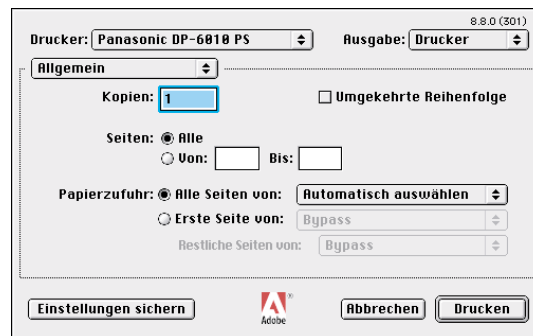 8.8.0 (301)
Drucker: Panasonic DP-6010 PS Ausgabe: Drucker
Allgemein
Kopien: 1 Umgekehrte Reihenfolge
Seiten: Alle
Von: Bis:
Papierzufuhr: Alle Seiten von: Automatisch auswählen
Erste Seite von: Bypass
Restliche Seiten von: Bypass
Einstellungen sichern Adobe® Abbrechen Drucken